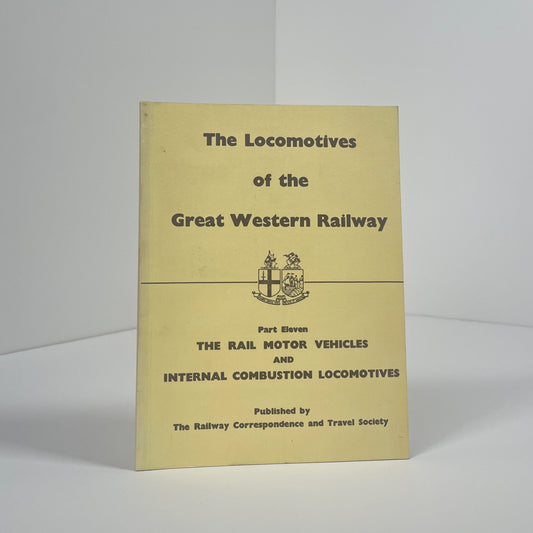 The Locomotives
of the
Great Western Railway
Part Eleven
THE RAIL MOTOR VEHICLES
AND
INTERNAL COMBUSTION LOCOMOTIVES
Published by
The Railway Correspondence and Travel Society